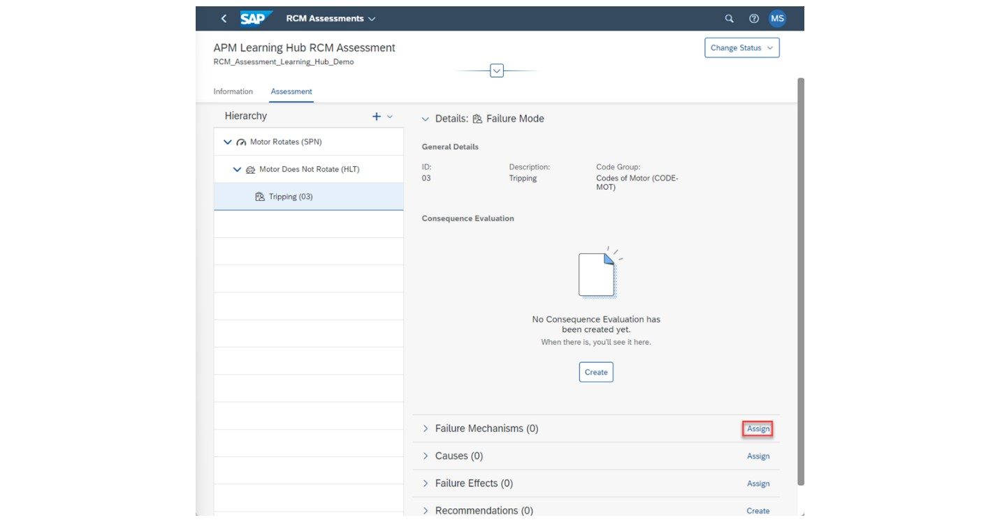 SAP RCM Assessments MS
APM Learning Hub RCM Assessment Change Status
RCM_Assessment_Learning_Hub_Demo
Information Assessment
Hierarchy
Motor Rotates (SPN)
Motor Does Not Rotate (HLT)
Tripping (03)
Details: Failure Mode
General Details
ID: Description: Code Group:
03 Tripping Codes of Motor (CODE-
MOT)
Consequence Evaluation
No Consequence Evaluation has
been created yet.
When there is, you'll see it here.
Create
Failure Mechanisms (0) Assign
Causes (0) Assign
Failure Effects (0) Assign
Recommendations (0) Create